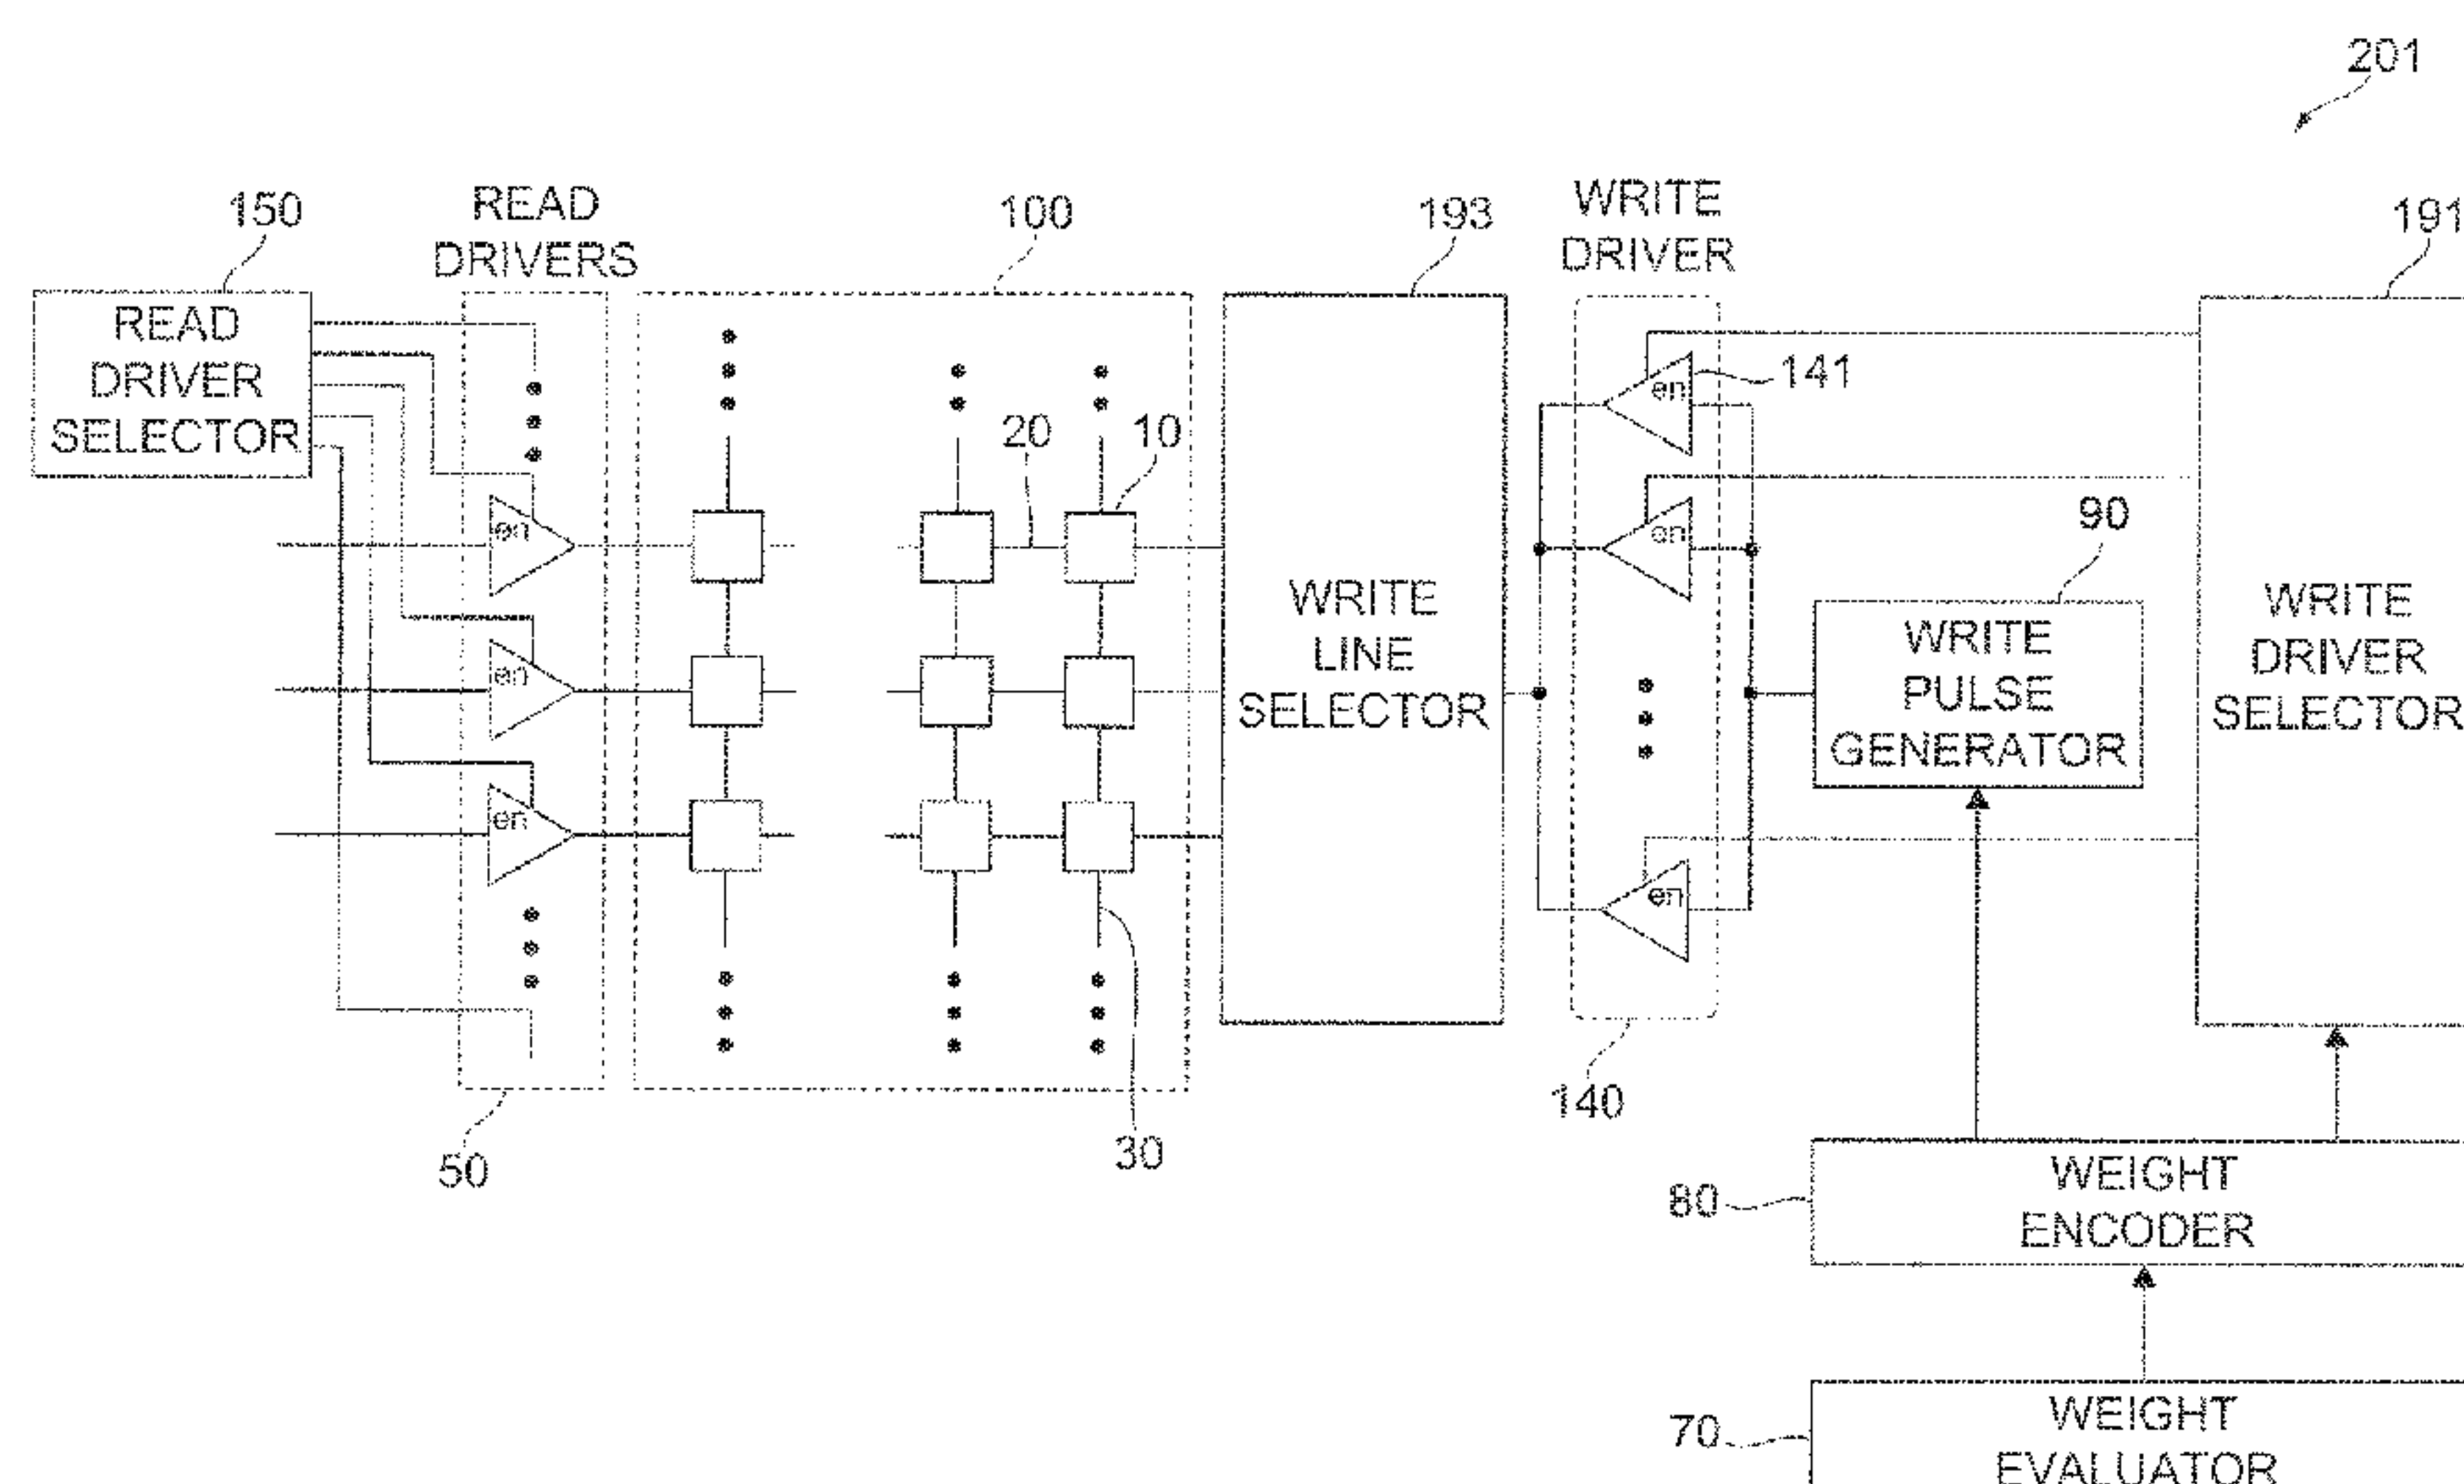 201
150
READ
DRIVERS
100
193
WRITE
DRIVER
191
READ
DRIVER
SELECTOR
en
141
20
10
en
en
90
WRITE
LINE
SELECTOR
WRITE
PULSE
GENERATOR
WRITE
DRIVER
SELECTOR
en
en
en
140
50
30
80
WEIGHT
ENCODER
70
WEIGHT
EVALUATOR